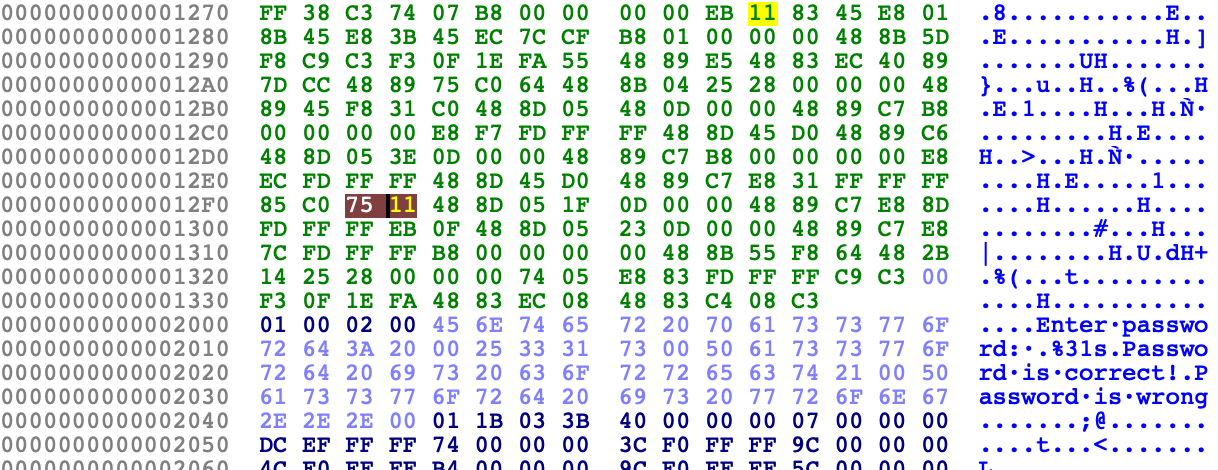 0000000000001270 FF 38 C3 74 07 B8 00 00 00 00 EB 11 83 45 E8 01 .8.........E..
0000000000001280 8B 45 E8 3B 45 EC 7C CF B8 01 00 00 00 48 8B 5D .E...........H.]
0000000000001290 F8 C9 C3 F3 0F 1E FA 55 48 89 E5 48 83 EC 40 89 .......UH.......
00000000000012A0 7D CC 48 89 75 C0 64 48 8B 04 25 28 00 00 00 48 }...u..H..%(...H
00000000000012B0 89 45 F8 31 C0 48 8D 05 48 0D 00 00 48 89 C7 B8 .E.1...H...H.Ñ·
00000000000012C0 00 00 00 00 E8 F7 FD FF FF 48 8D 45 D0 48 89 C6 .........H.E....
00000000000012D0 48 8D 05 3E 0D 00 00 48 89 C7 B8 00 00 00 00 E8 H..>...H.Ñ·.....
00000000000012E0 EC FD FF FF 48 8D 45 D0 48 89 C7 E8 31 FF FF FF ....H.E.....1...
00000000000012F0 85 C0 75 11 48 8D 05 1F 0D 00 00 48 89 C7 E8 8D ....H......H....
0000000000001300 FD FF FF EB 0F 48 8D 05 23 0D 00 00 48 89 C7 E8 ........#...H...
0000000000001310 7C FD FF FF B8 00 00 00 00 48 8B 55 F8 64 48 2B |........H.U.dH+
0000000000001320 14 25 28 00 00 00 74 05 E8 83 FD FF FF C9 C3 00 .%(...t.........
0000000000001330 F3 0F 1E FA 48 83 EC 08 48 83 C4 08 C3 ....H........
0000000000002000 01 00 02 00 45 6E 74 65 72 20 70 61 73 73 77 6F ....Enter·passwo
0000000000002010 72 64 3A 20 00 25 33 31 73 00 50 61 73 73 77 6F rd:·.%31s.Passwo
0000000000002020 72 64 20 69 73 20 63 6F 72 72 65 63 74 21 00 50 rd·is·correct!.P
0000000000002030 61 73 73 77 6F 72 64 20 69 73 20 77 72 6F 6E 67 assword·is·wrong
0000000000002040 2E 2E 2E 00 01 1B 03 3B 40 00 00 00 07 00 00 00 .......;@.......
0000000000002050 DC EF FF FF 74 00 00 00 3C F0 FF FF 9C 00 00 00 ....t...<.......
0000000000002060 4C F0 FF FF B4 00 00 00 9C F0 FF FF 5C 00 00 00 L